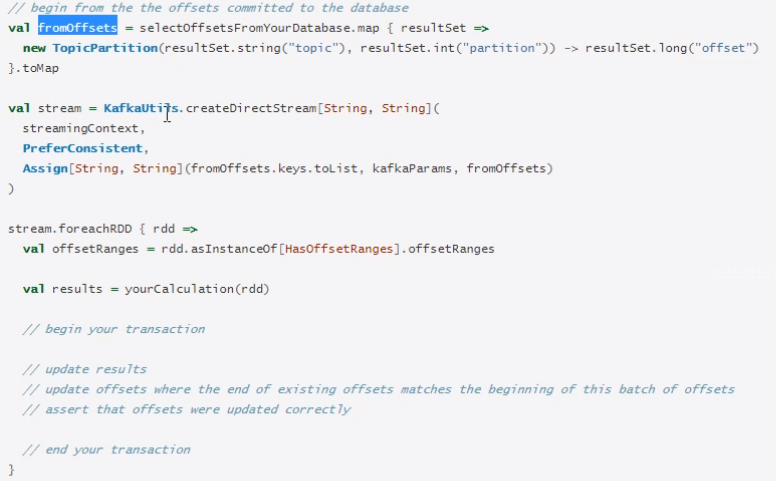 // begin from the the offsets committed to the database
val fromOffsets = selectOffsetsFromYourDatabase.map { resultSet =>
  new TopicPartition(resultSet.string("topic"), resultSet.int("partition")) -> resultSet.long("offset")
}.toMap

val stream = KafkaUtils.createDirectStream[String, String](
  streamingContext,
  PreferConsistent,
  Assign[String, String](fromOffsets.keys.toList, kafkaParams, fromOffsets)
)

stream.foreachRDD { rdd =>
  val offsetRanges = rdd.asInstanceOf[HasOffsetRanges].offsetRanges

  val results = yourCalculation(rdd)

  // begin your transaction

  // update results
  // update offsets where the end of existing offsets matches the beginning of this batch of offsets
  // assert that offsets were updated correctly

  // end your transaction
}